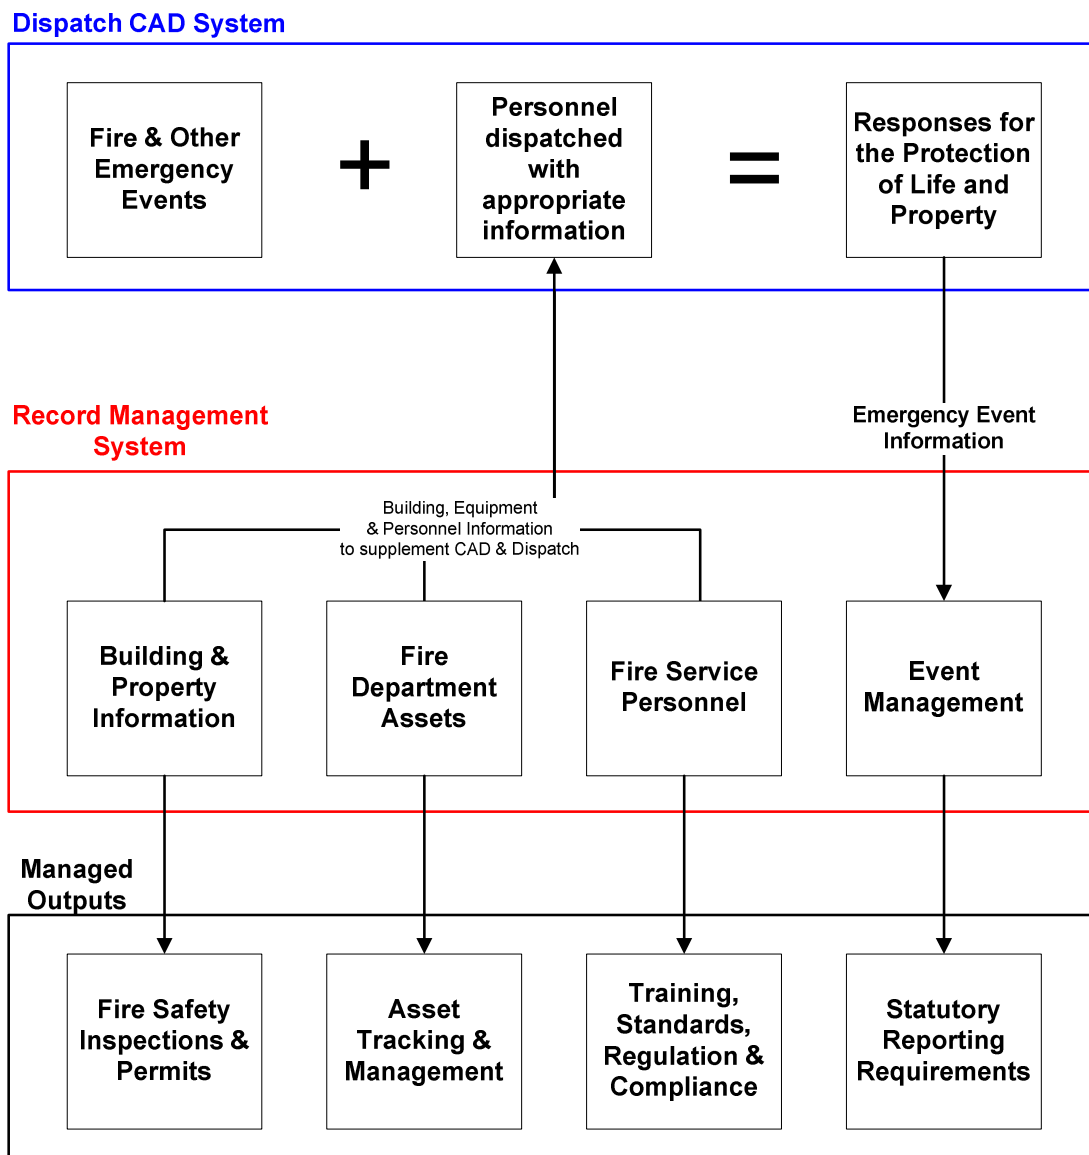 Dispatch CAD System
Fire & Other
Emergency
Events
+
Personnel
dispatched
with
appropriate
information
=
Responses for
the Protection
of Life and
Property
Record Management
System
Emergency Event
Information
Building, Equipment
& Personnel Information
to supplement CAD & Dispatch
Building &
Property
Information
Fire
Department
Assets
Fire Service
Personnel
Event
Management
Managed
Outputs
Fire Safety
Inspections &
Permits
Asset
Tracking &
Management
Training,
Standards,
Regulation &
Compliance
Statutory
Reporting
Requirements